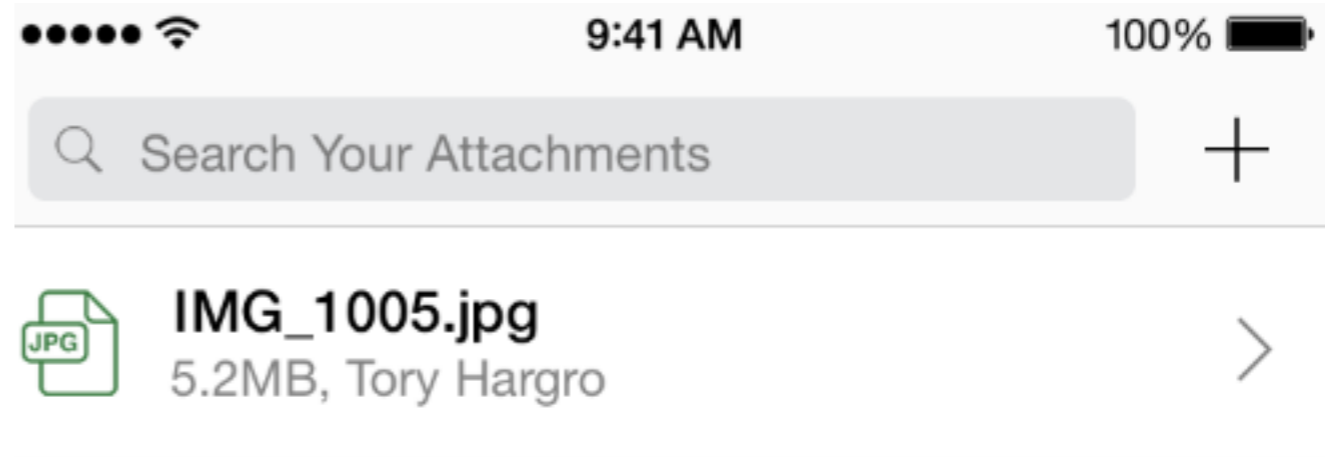 9:41 AM 100%
Search Your Attachments
JPG
IMG_1005.jpg
5.2MB, Tory Hargro